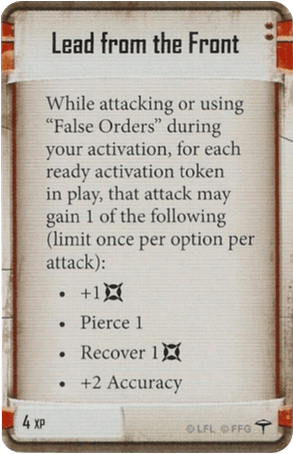 Lead from the Front
While attacking or using
“False Orders” during
your activation, for each
ready activation token
in play, that attack may
gain 1 of the following
(limit once per option per
attack):
• +1
• Pierce 1
• Recover 1
• +2 Accuracy
4 XP
© LFL © FFG